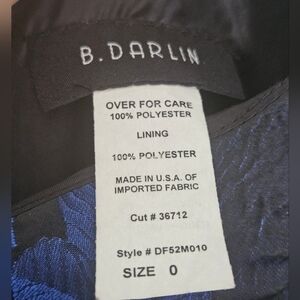 B. DARLIN
OVER FOR CARE
100% POLYESTER
LINING
100% POLYESTER
MADE IN U.S.A. OF
IMPORTED FABRIC
Cut # 36712
Style # DF52M010
SIZE 0